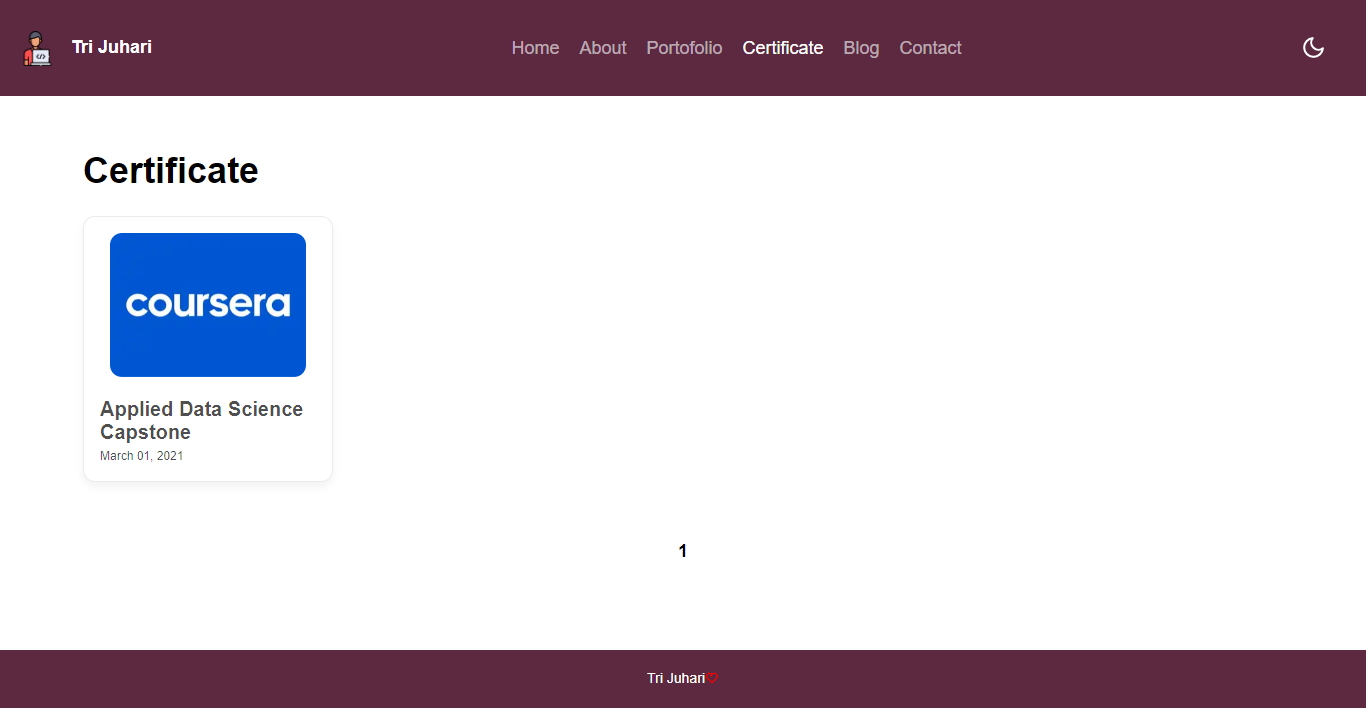 Tri Juhari
Home About Portofolio Certificate Blog Contact
Certificate
coursera
Applied Data Science
Capstone
March 01, 2021
1
Tri Juhari♡